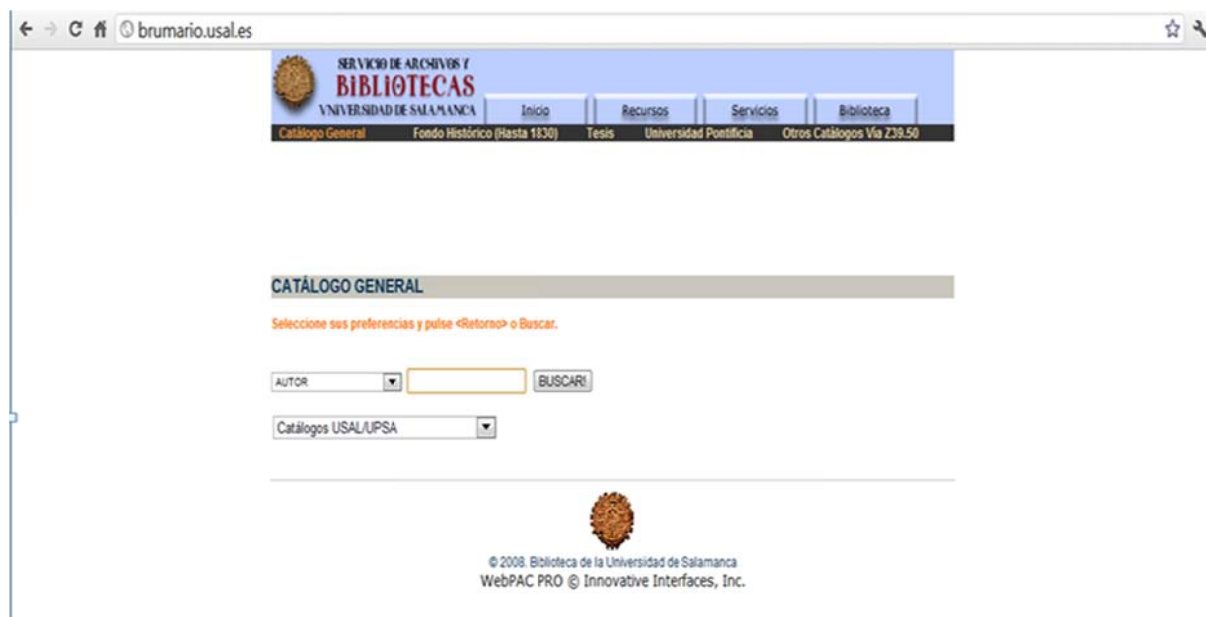 brumario.usal.es
SERVICIO DE ARCHIVOS Y
BIBLIOTECAS
VNIVERSIDAD DE SALAMANCA
Inicio Recursos Servicios Biblioteca
Catálogo General Fondo Histórico (Hasta 1830) Tesis Universidad Pontificia Otros Catálogos Vía Z39.50
CATÁLOGO GENERAL
Seleccione sus preferencias y pulse <Retorno> o Buscar.
AUTOR BUSCAR!
Catálogos USAL/UPSA
© 2008. Biblioteca de la Universidad de Salamanca
WebPAC PRO © Innovative Interfaces, Inc.